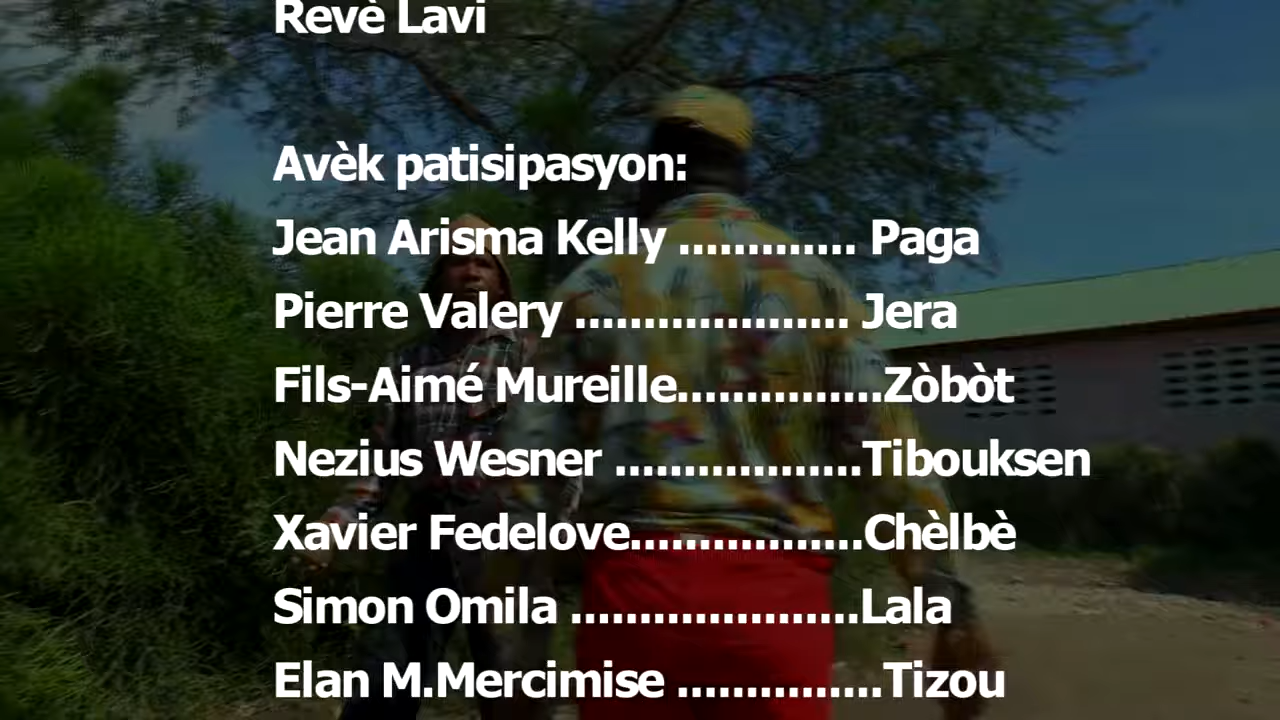 Revè Lavi
Avèk patisipasyon:
Jean Arisma Kelly ............. Paga
Pierre Valery .................... Jera
Fils-Aimé Mureille...............Zòbòt
Nezius Wesner ..................Tibouksen
Xavier Fedelove.................Chèlbè
Simon Omila .....................Lala
Elan M.Mercimise ...............Tizou